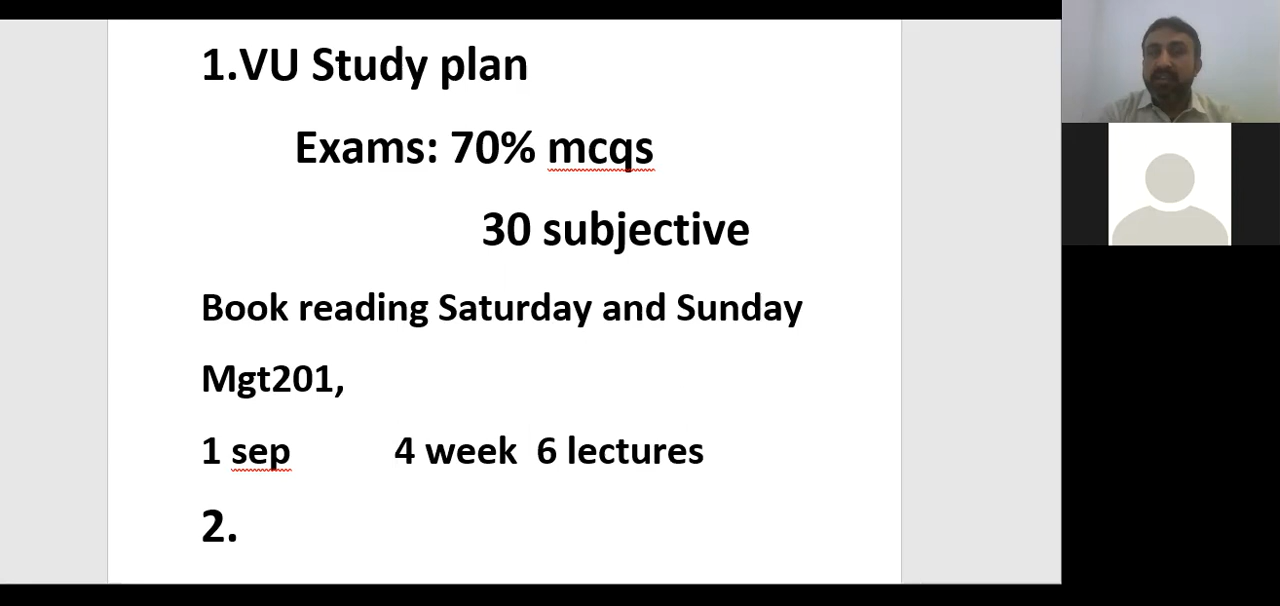 1.VU Study plan
Exams: 70% mcqs
30 subjective
Book reading Saturday and Sunday
Mgt201,
1 sep 4 week 6 lectures
2.